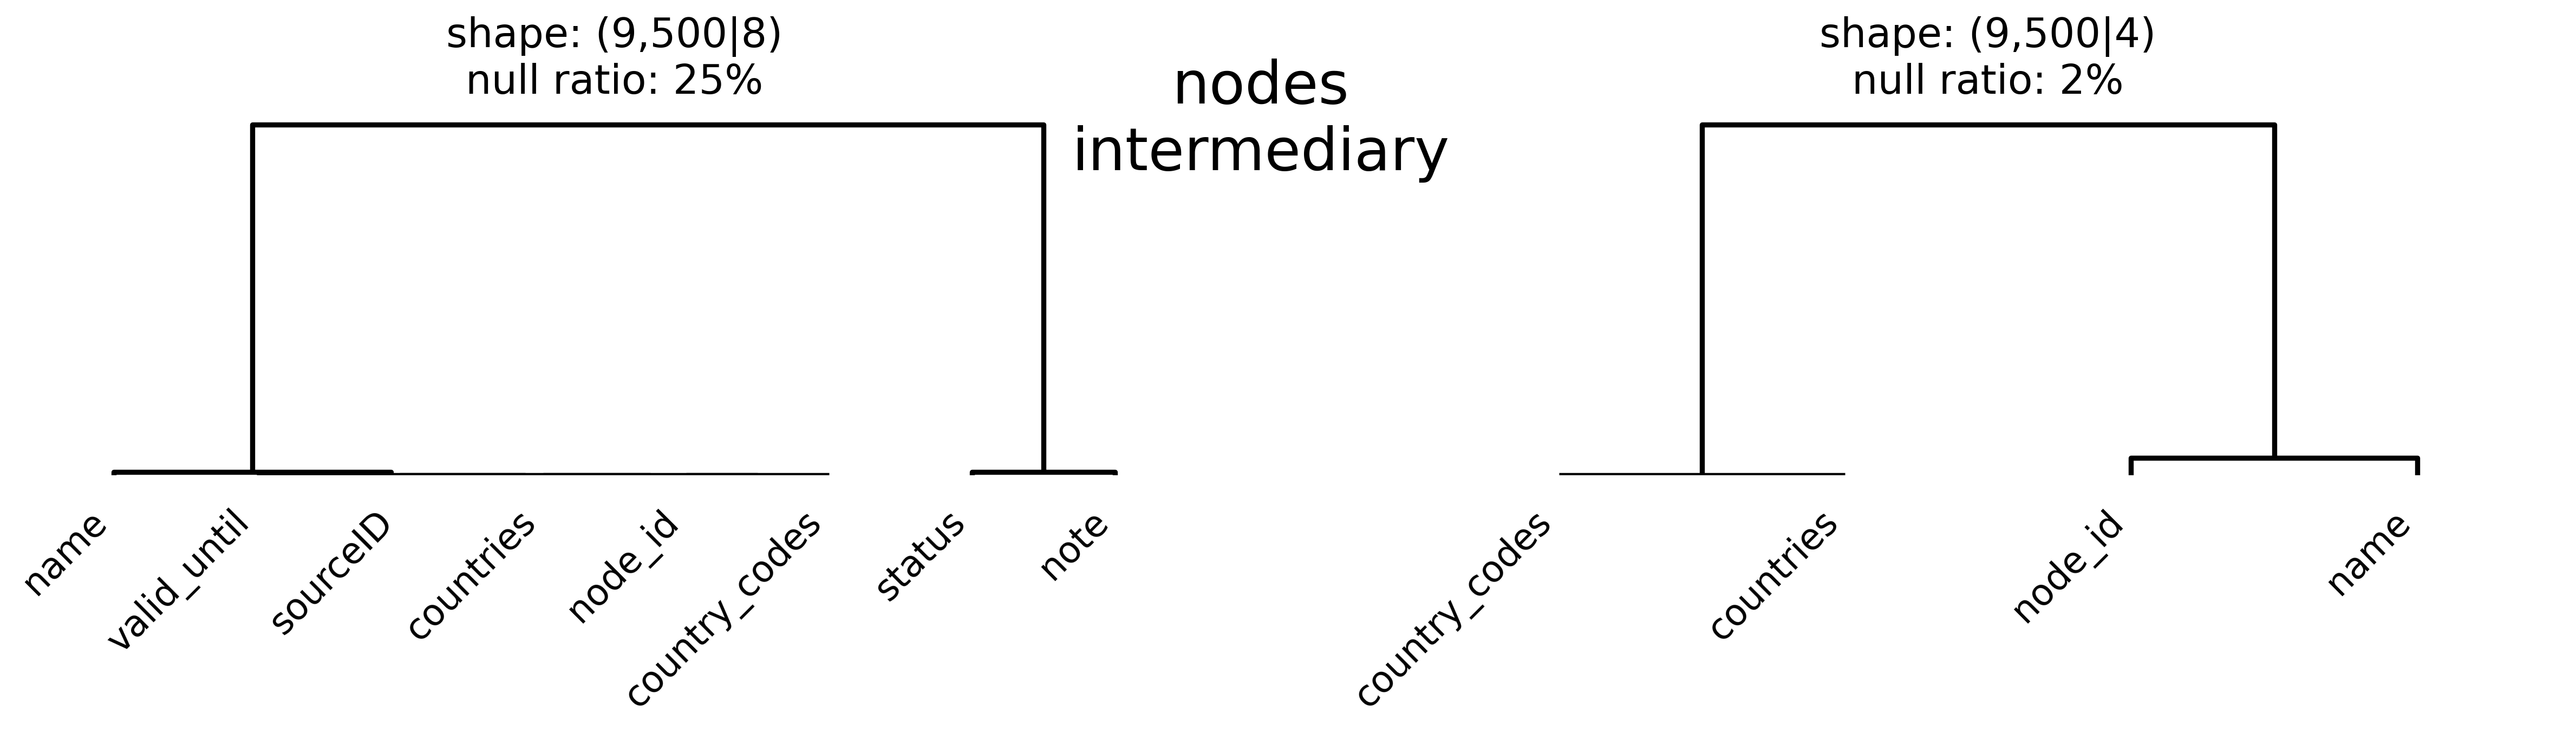 shape: (9,500|8)
null ratio: 25%
nodes
intermediary
shape: (9,500|4)
null ratio: 2%
name
valid_until
sourceID
countries
node_id
country_codes
status
note
country_codes
countries
node_id
name